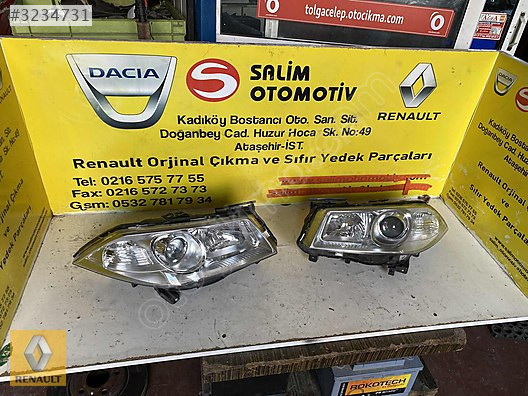 #3234731
tolgacelep.otocikma.com
DACIA
S
SALİM
OTOMOTİV
RENAULT
Kadıköy Bostancı Oto. San. Sit.
Doğanbey Cad. Huzur Hoca Sk. No:49
Ataşehir-İST.
Renault Orjinal Çıkma ve Sıfır Yedek Parçaları
Tel: 0216 575 77 55
Fax: 0216 572 73 73
Gsm: 0532 781 79 34
RENAULT
ROKOTECH